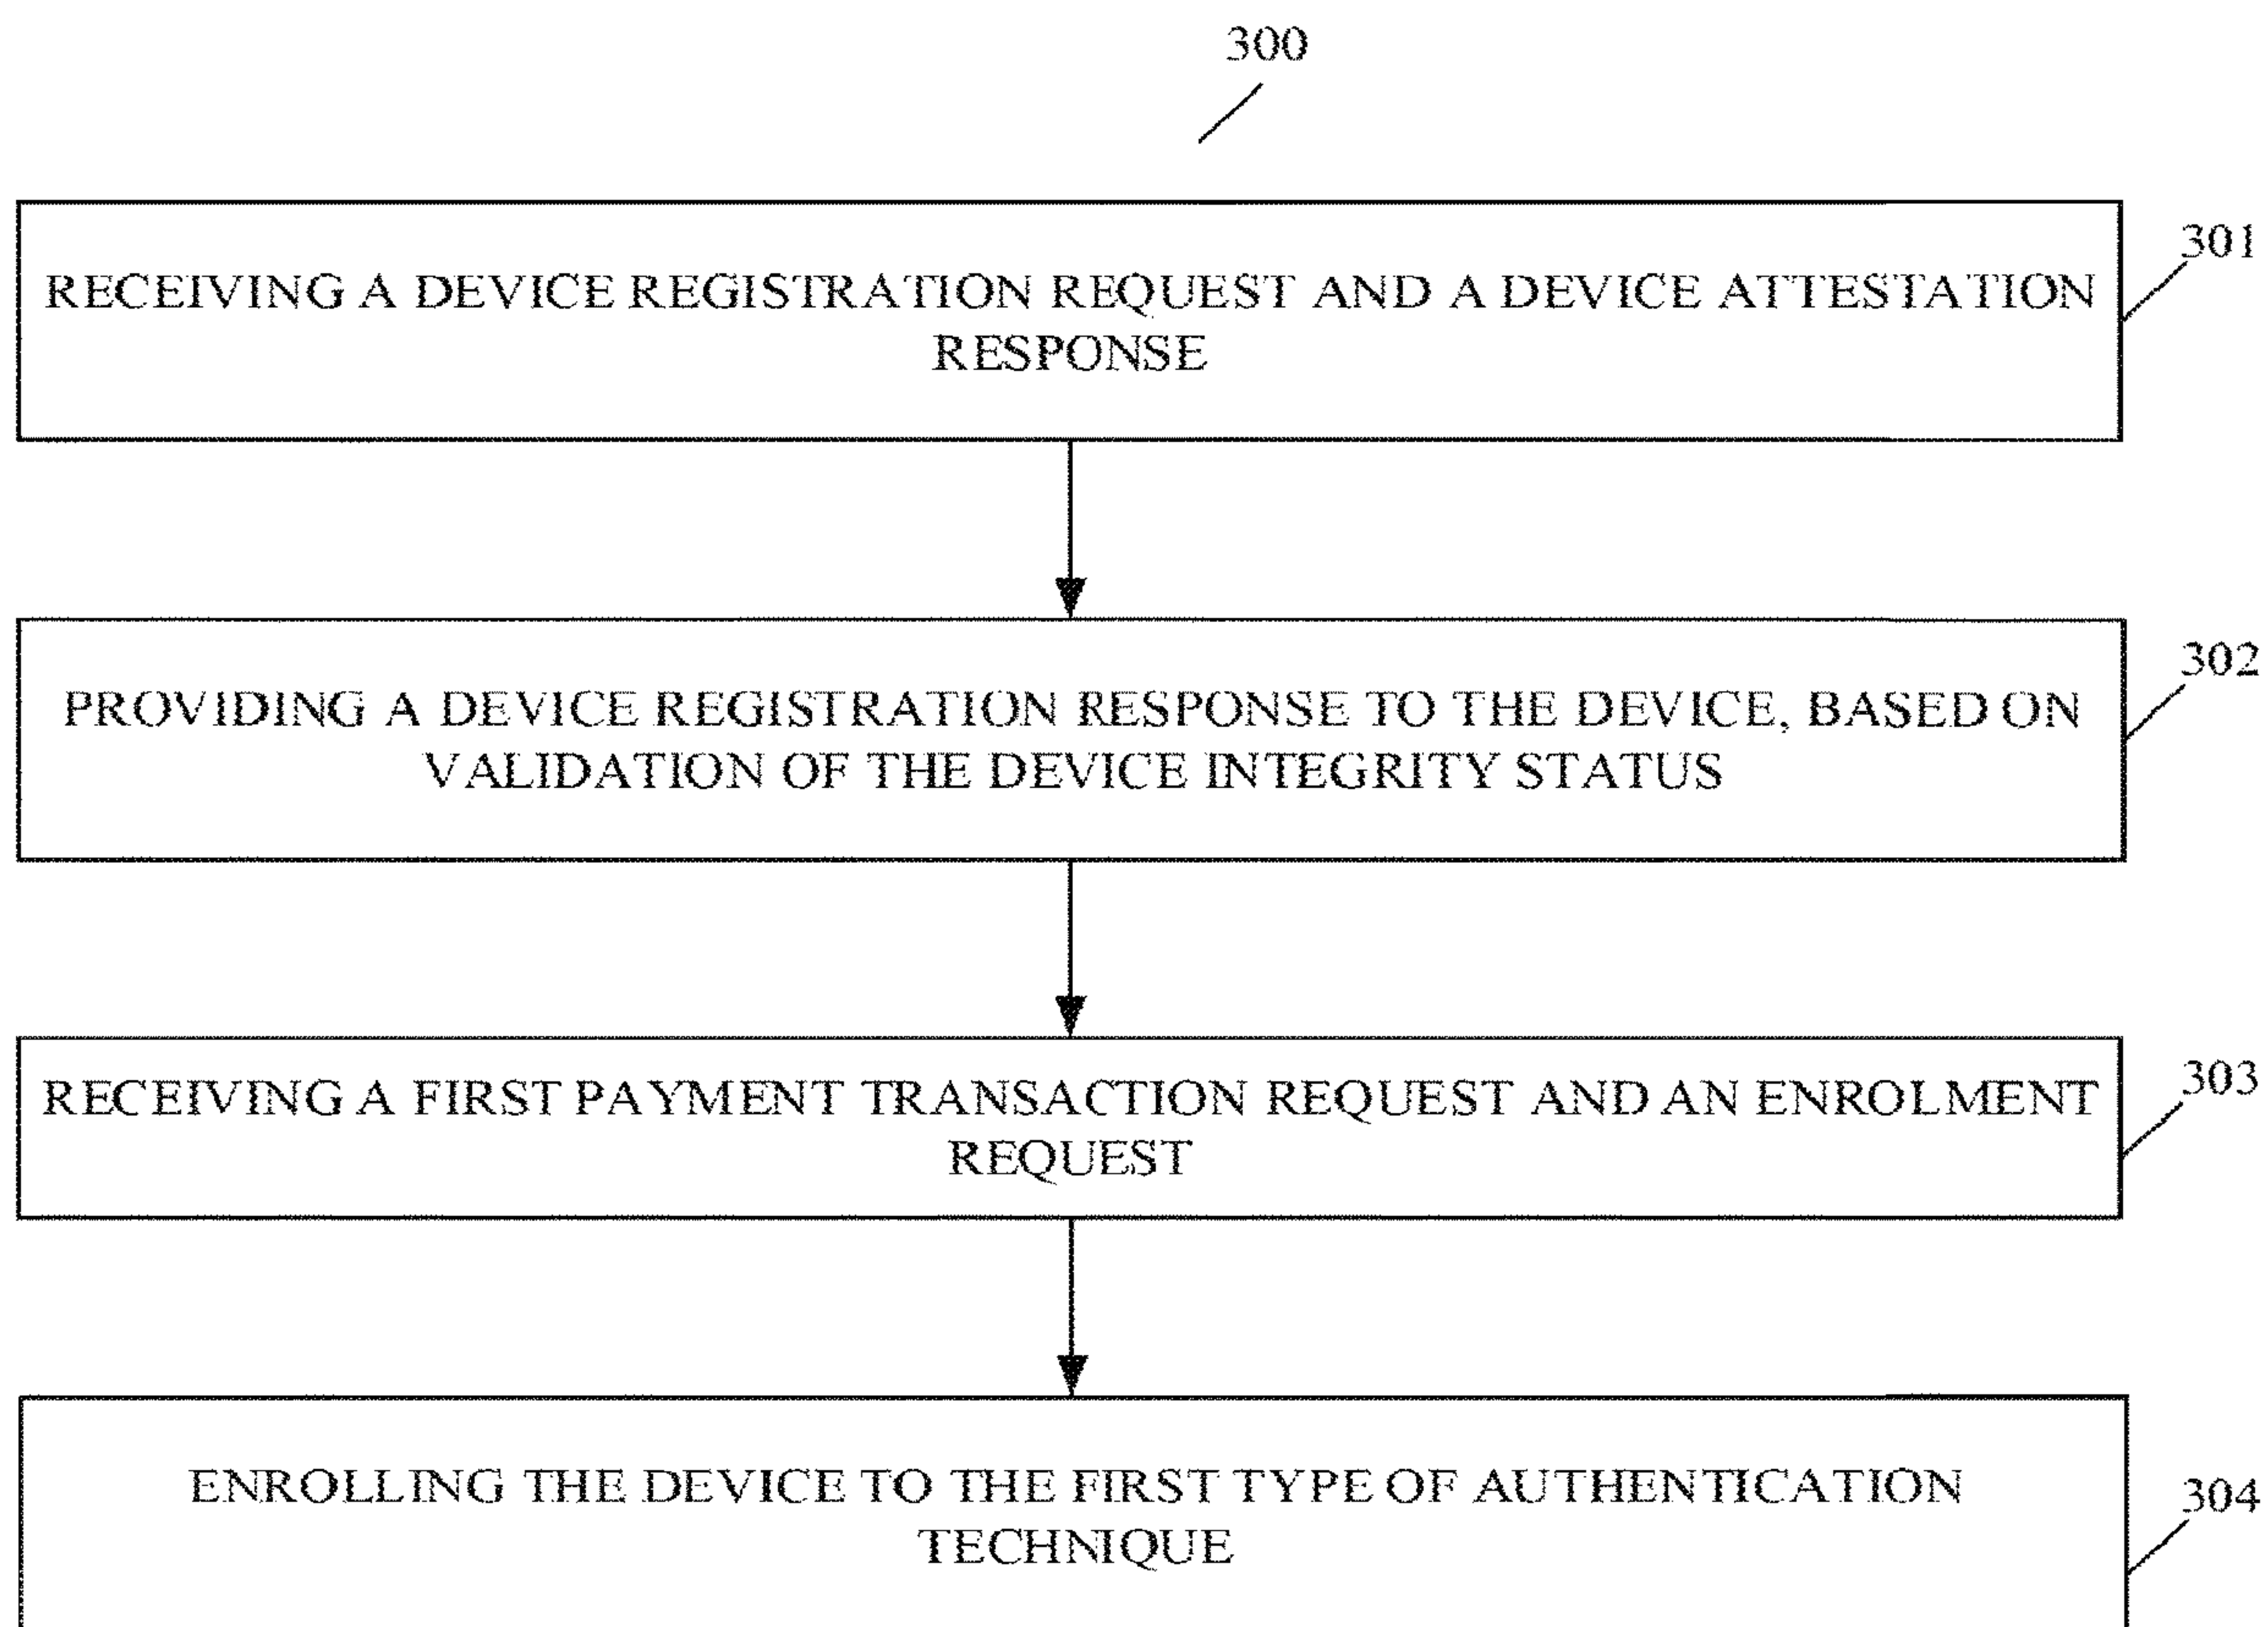 300
RECEIVING A DEVICE REGISTRATION REQUEST AND A DEVICE ATTESTATION
RESPONSE
301
PROVIDING A DEVICE REGISTRATION RESPONSE TO THE DEVICE, BASED ON
VALIDATION OF THE DEVICE INTEGRITY STATUS
302
RECEIVING A FIRST PAYMENT TRANSACTION REQUEST AND AN ENROLMENT
REQUEST
303
ENROLLING THE DEVICE TO THE FIRST TYPE OF AUTHENTICATION
TECHNIQUE
304